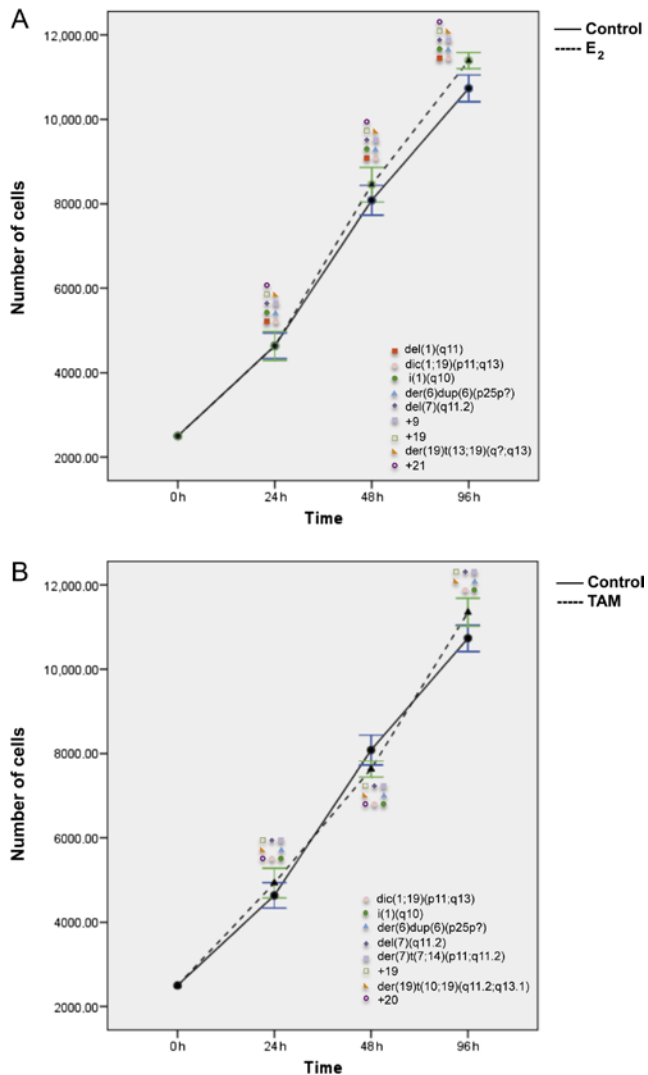 A
Control
E2
12,000.00
10,000.00
8000.00
6000.00
4000.00
2000.00
Number of cells
del(1)(q11)
dic(1;19)(p11;q13)
i(1)(q10)
der(6)dup(6)(p25p?)
del(7)(q11.2)
+9
+19
der(19)t(13;19)(q?;q13)
+21
0h 24h 48h 96h
Time
B
Control
TAM
12,000.00
10,000.00
8000.00
6000.00
4000.00
2000.00
Number of cells
dic(1;19)(p11;q13)
i(1)(q10)
der(6)dup(6)(p25p?)
del(7)(q11.2)
der(7)t(7;14)(p11;q11.2)
+19
der(19)t(10;19)(q11.2;q13.1)
+20
0h 24h 48h 96h
Time